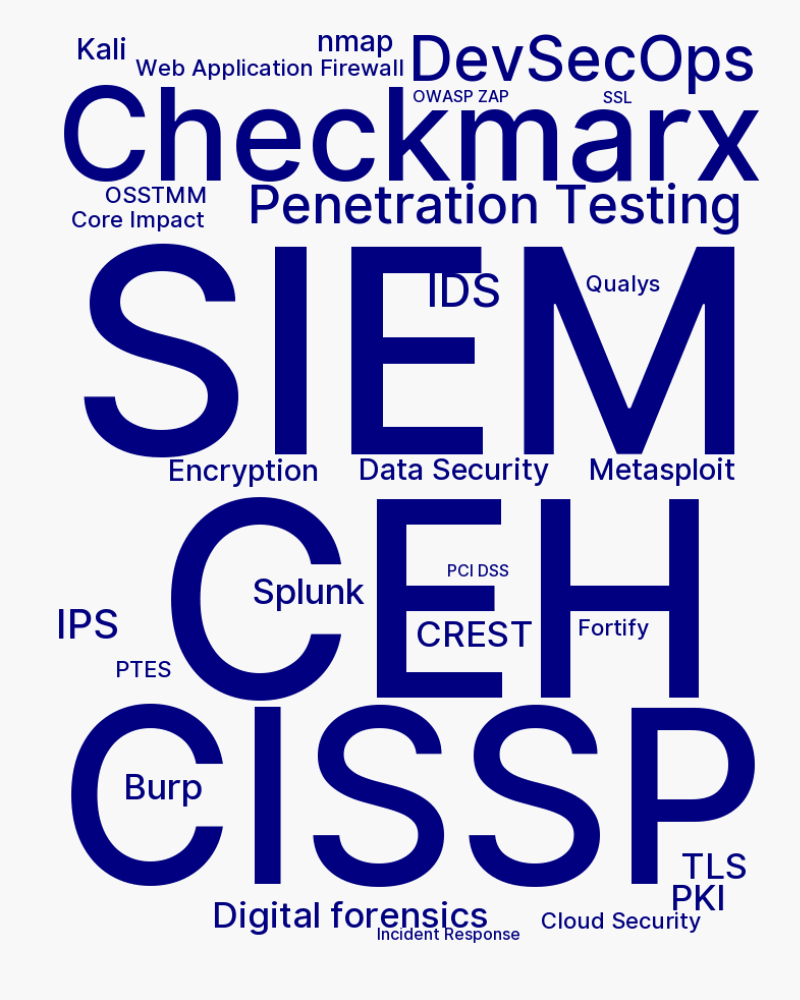 Kali
nmap
DevSecOps
Web Application Firewall
OWASP ZAP
SSL
Checkmarx
OSSTMM
Penetration Testing
Core Impact
SIEM
IDS
Qualys
Encryption
Data Security
Metasploit
CEH
PCI DSS
Splunk
IPS
CREST
Fortify
PTES
CISSP
Burp
TLS
PKI
Digital forensics
Cloud Security
Incident Response